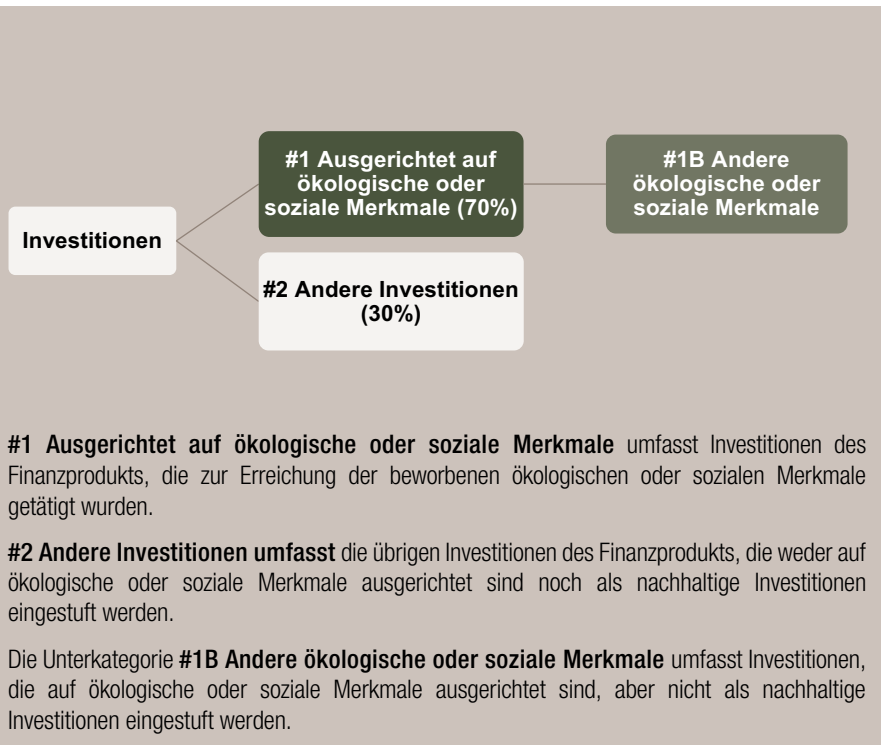 #1 Ausgerichtet auf
ökologische oder
soziale Merkmale (70%)
#1B Andere
ökologische oder
soziale Merkmale
Investitionen
#2 Andere Investitionen
(30%)
#1 Ausgerichtet auf ökologische oder soziale Merkmale umfasst Investitionen des
Finanzprodukts, die zur Erreichung der beworbenen ökologischen oder sozialen Merkmale
getätigt wurden.
#2 Andere Investitionen umfasst die übrigen Investitionen des Finanzprodukts, die weder auf
ökologische oder soziale Merkmale ausgerichtet sind noch als nachhaltige Investitionen
eingestuft werden.
Die Unterkategorie #1B Andere ökologische oder soziale Merkmale umfasst Investitionen,
die auf ökologische oder soziale Merkmale ausgerichtet sind, aber nicht als nachhaltige
Investitionen eingestuft werden.